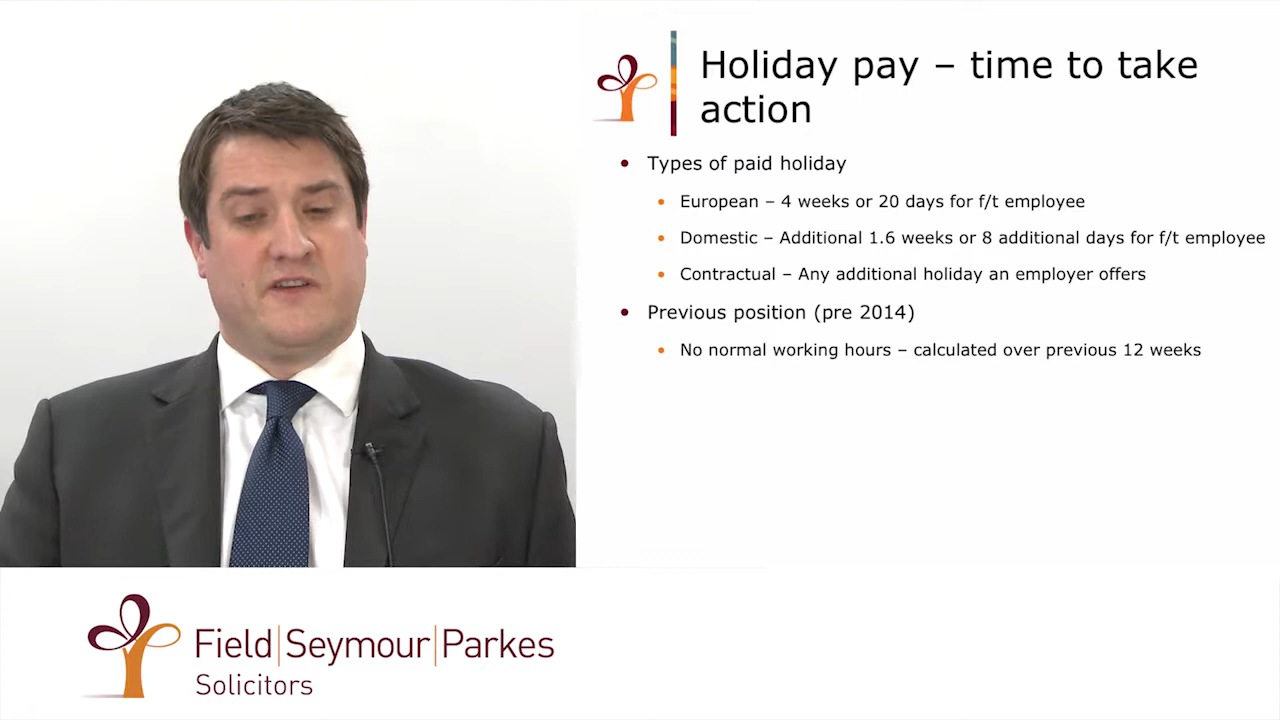 Holiday pay – time to take
action
• Types of paid holiday
• European – 4 weeks or 20 days for f/t employee
• Domestic – Additional 1.6 weeks or 8 additional days for f/t employee
• Contractual – Any additional holiday an employer offers
• Previous position (pre 2014)
• No normal working hours – calculated over previous 12 weeks
Field|Seymour|Parkes
Solicitors